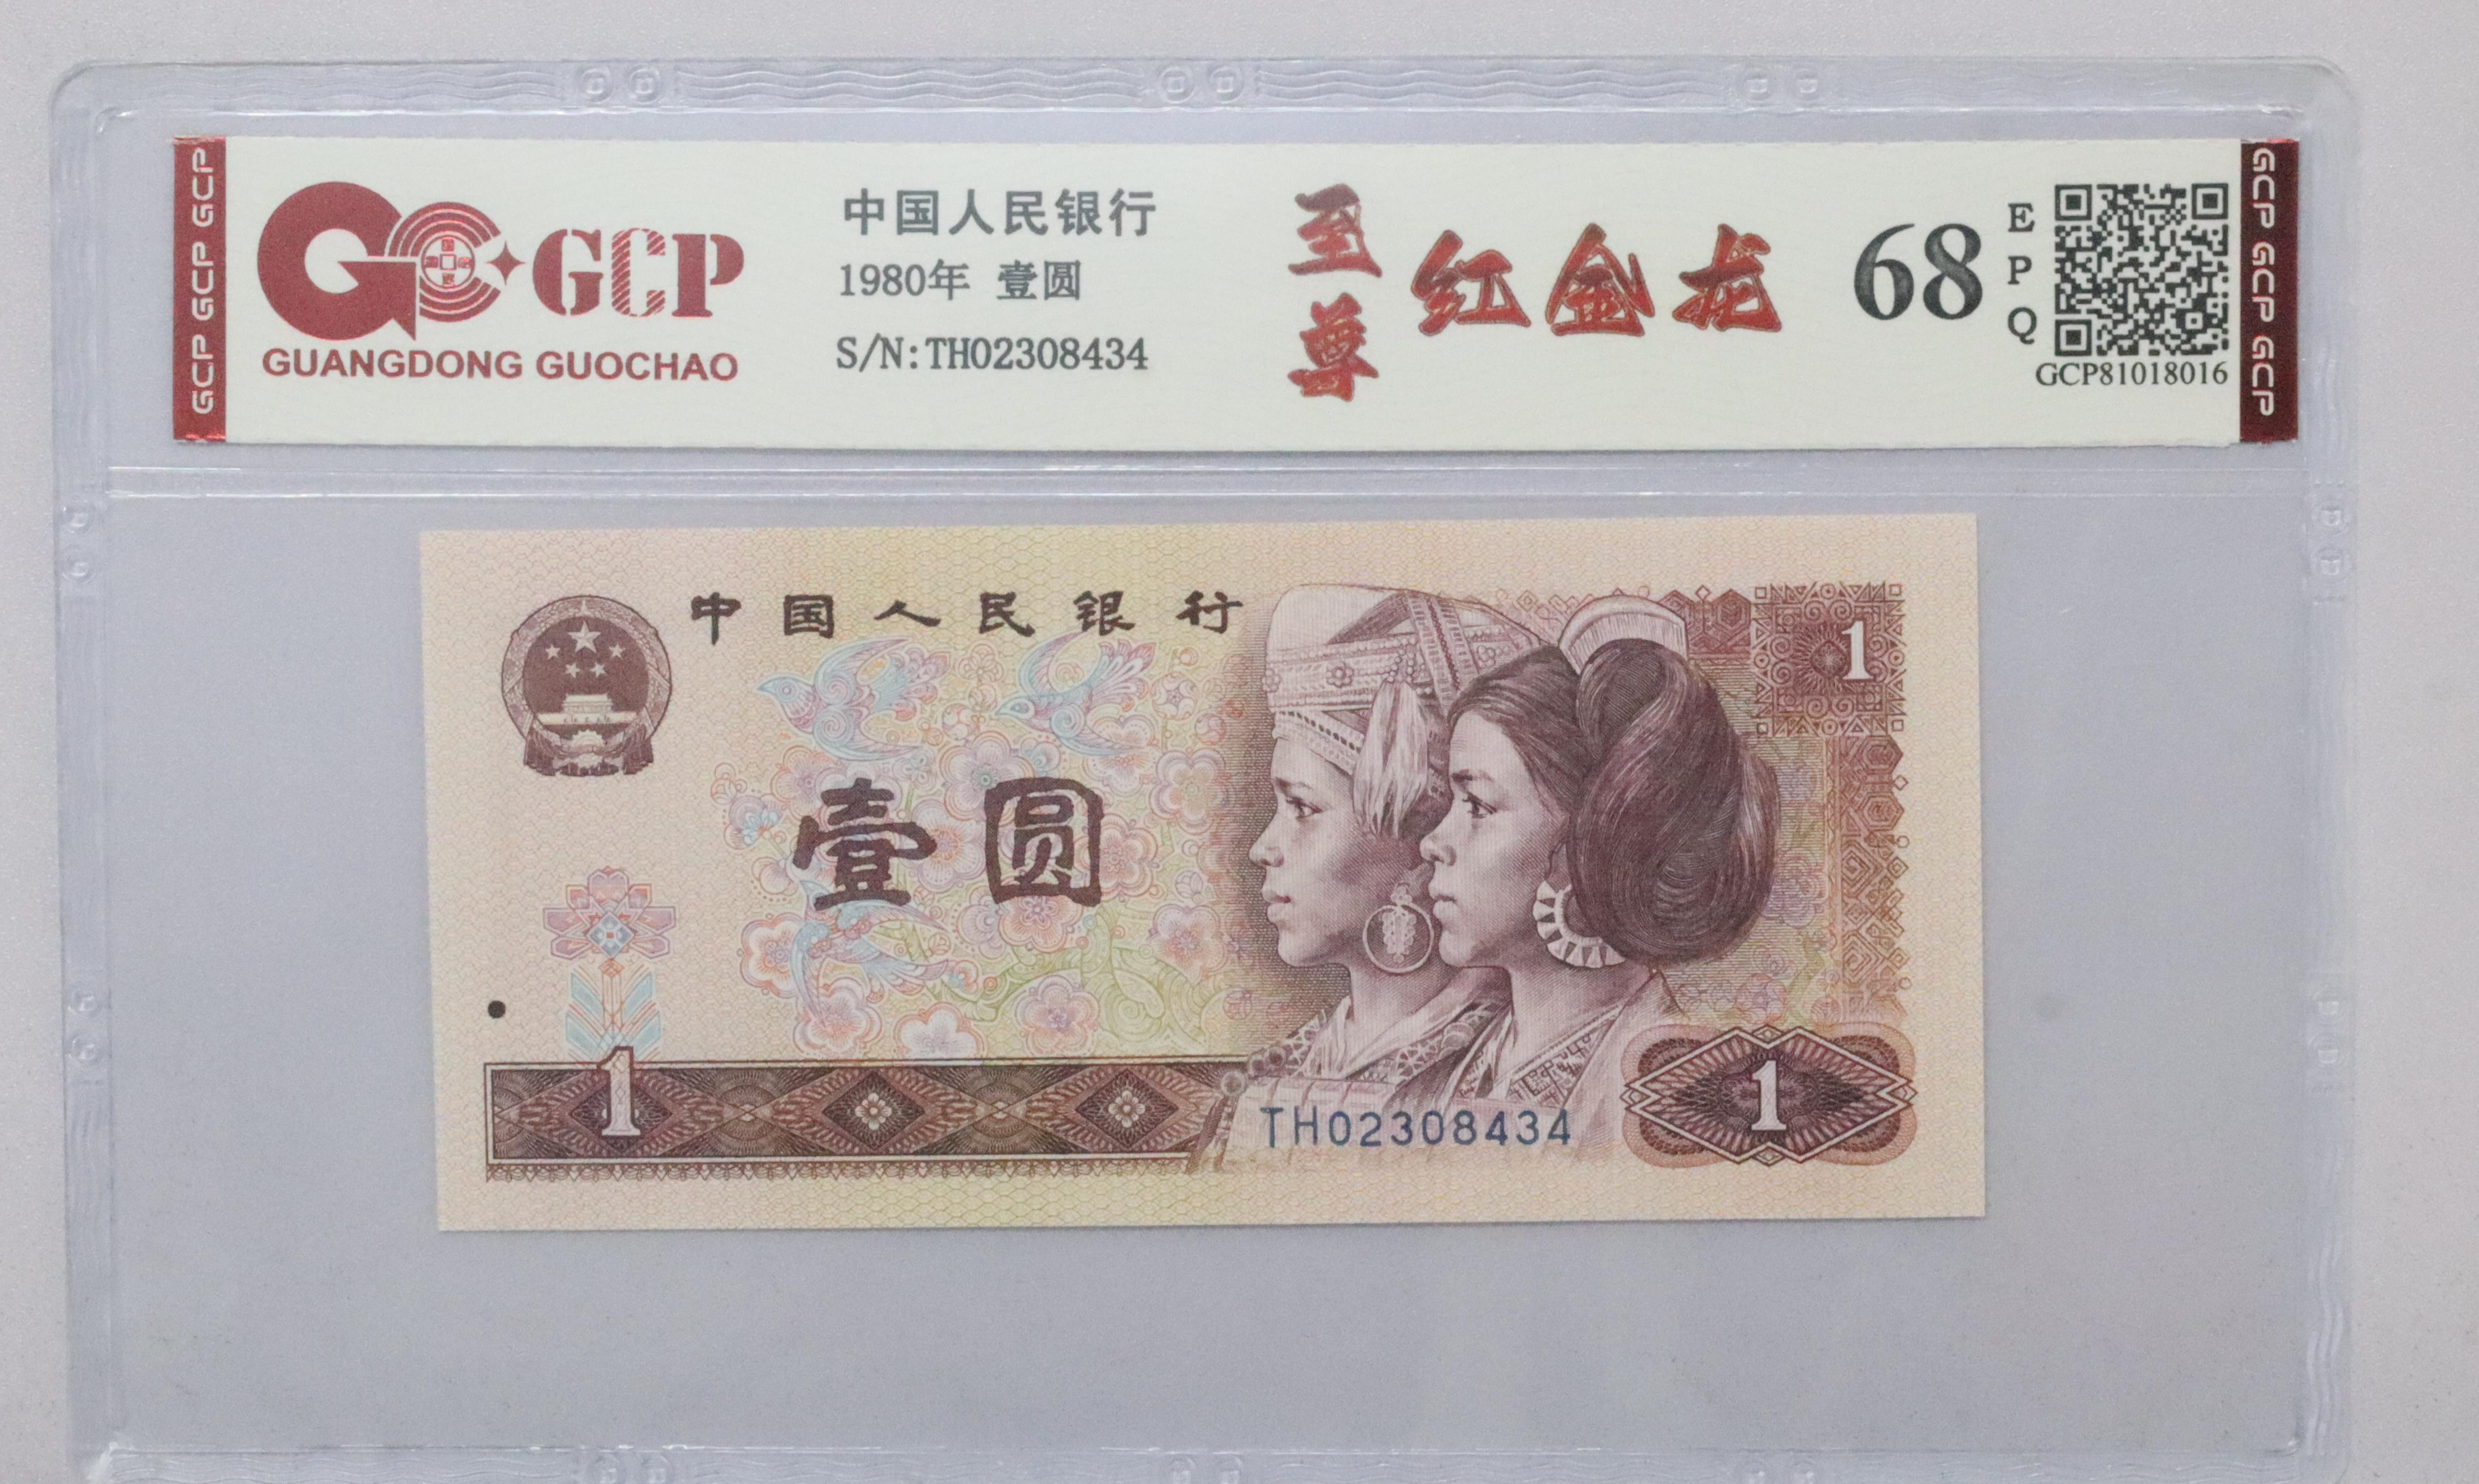 GCP GCP GCP
GCP
GUANGDONG GUOCHAO
中国人民银行
1980年 壹圆
S/N:TH02308434
至尊
红金龙
68
EPQ
GCP81018016
GCP GCP GCP
中国人民银行
1
壹圆
1
TH02308434
1